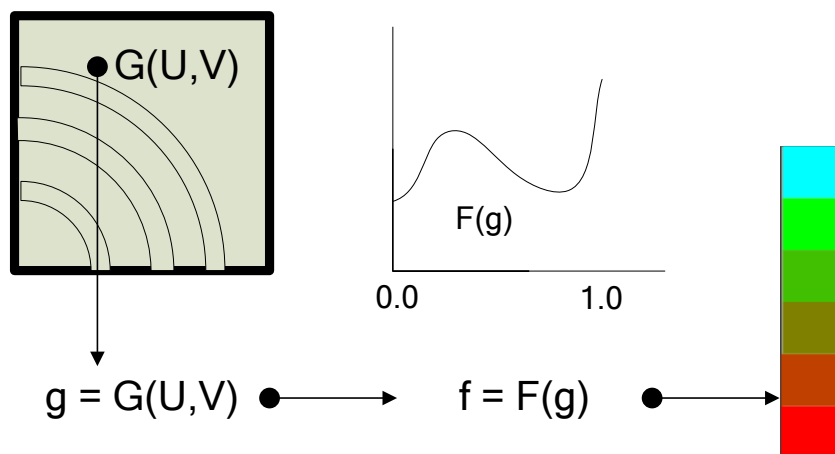 G(U,V)
F(g)
0.0 1.0
g = G(U,V) f = F(g)